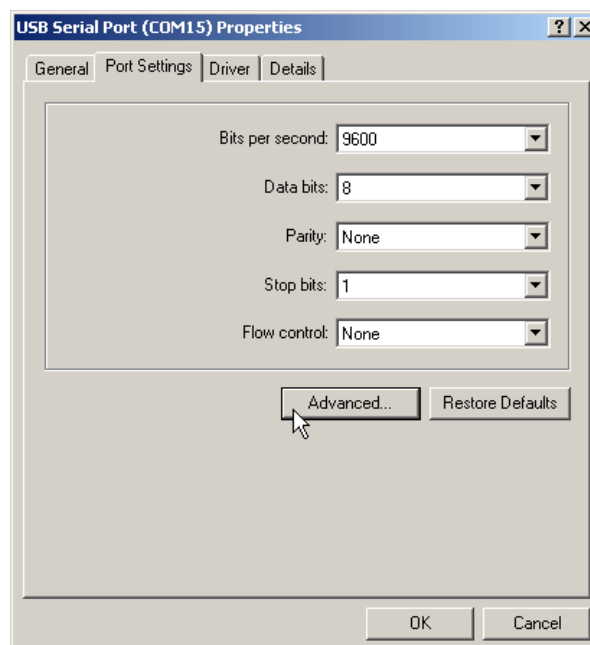 USB Serial Port (COM15) Properties
General Port Settings Driver Details
Bits per second: 9600
Data bits: 8
Parity: None
Stop bits: 1
Flow control: None
Advanced... Restore Defaults
OK Cancel